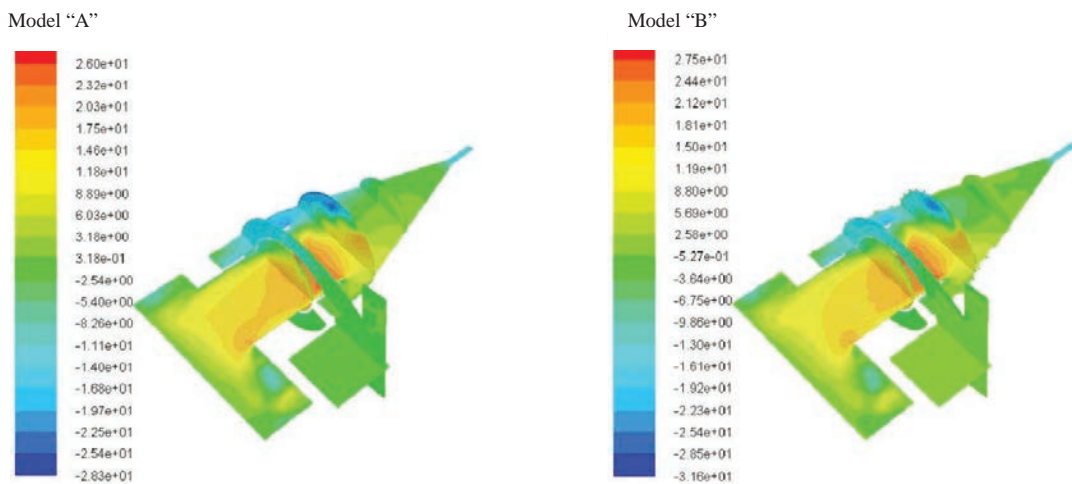 Model “A”
2.60e+01
2.32e+01
2.03e+01
1.75e+01
1.46e+01
1.18e+01
8.89e+00
6.03e+00
3.18e+00
3.18e-01
-2.54e+00
-5.40e+00
-8.26e+00
-1.11e+01
-1.40e+01
-1.68e+01
-1.97e+01
-2.25e+01
-2.54e+01
-2.83e+01
Model “B”
2.75e+01
2.44e+01
2.12e+01
1.81e+01
1.50e+01
1.19e+01
8.80e+00
5.69e+00
2.58e+00
-5.27e-01
-3.64e+00
-6.75e+00
-9.86e+00
-1.30e+01
-1.61e+01
-1.92e+01
-2.23e+01
-2.54e+01
-2.85e+01
-3.16e+01